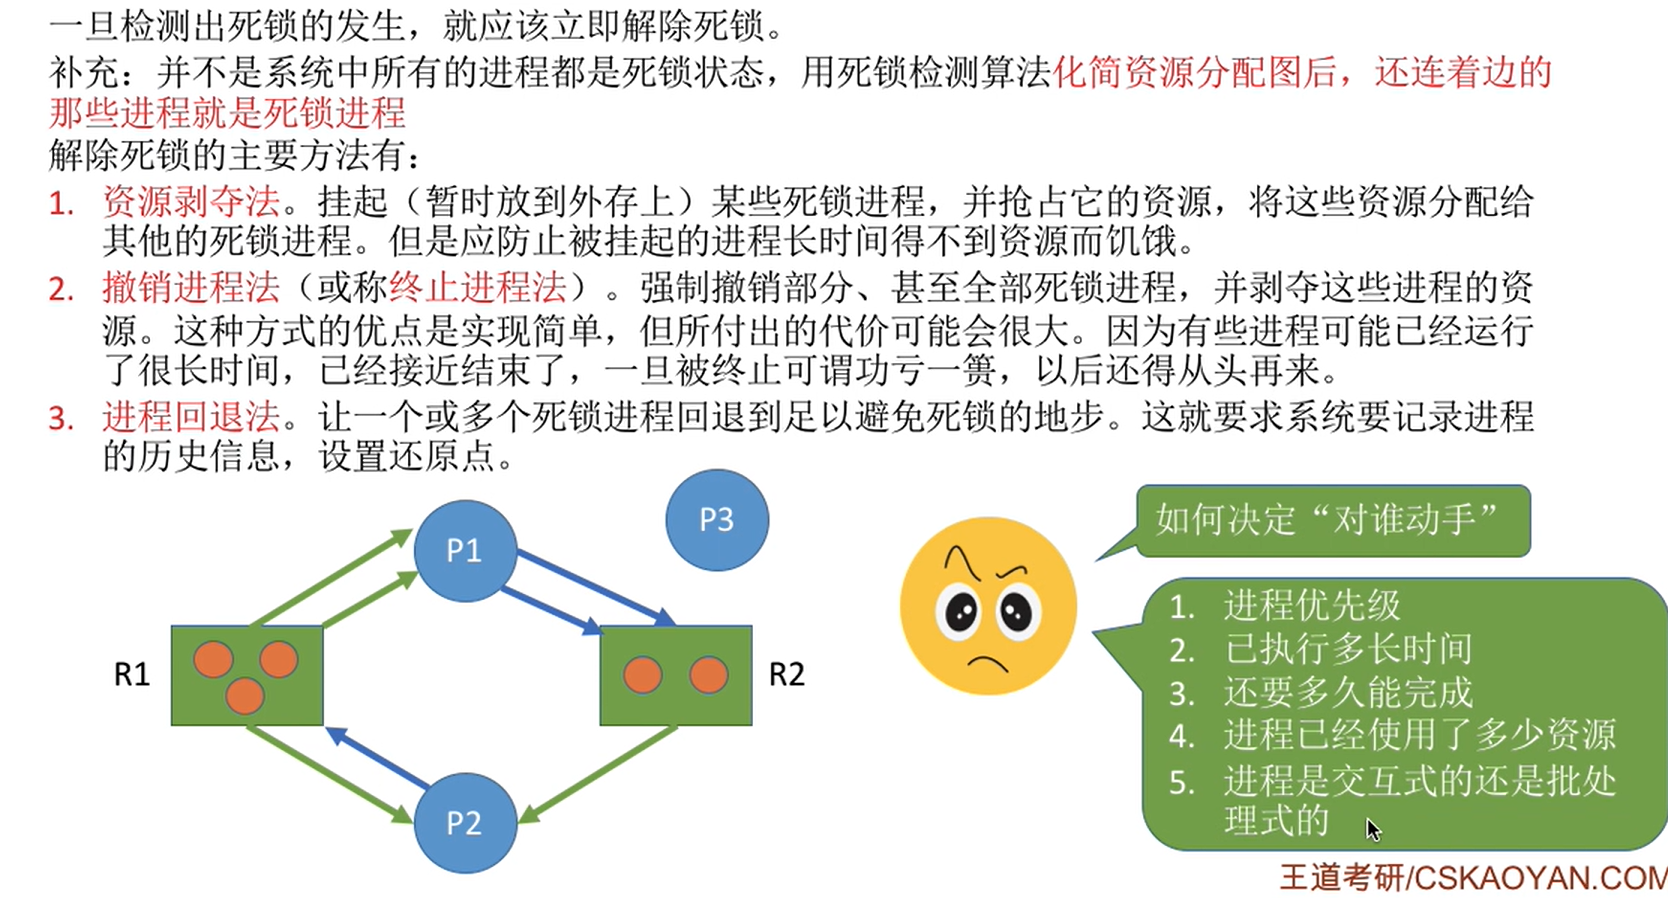 一旦检测出死锁的发生，就应该立即解除死锁。
补充：并不是系统中所有的进程都是死锁状态，用死锁检测算法化简资源分配图后，还连着边的
那些进程就是死锁进程
解除死锁的主要方法有：
1. 资源剥夺法。挂起（暂时放到外存上）某些死锁进程，并抢占它的资源，将这些资源分配给
其他的死锁进程。但是应防止被挂起的进程长时间得不到资源而饥饿。
2. 撤销进程法（或称终止进程法）。强制撤销部分、甚至全部死锁进程，并剥夺这些进程的资
源。这种方式的优点是实现简单，但所付出的代价可能会很大。因为有些进程可能已经运行
了很长时间，已经接近结束了，一旦被终止可谓功亏一篑，以后还得从头再来。
3. 进程回退法。让一个或多个死锁进程回退到足以避免死锁的地步。这就要求系统要记录进程
的历史信息，设置还原点。
P1
P3
R1
R2
P2
如何决定“对谁动手”
1. 进程优先级
2. 已执行多长时间
3. 还要多久能完成
4. 进程已经使用了多少资源
5. 进程是交互式的还是批处
理式的
王道考研/CSKAOYAN.COM